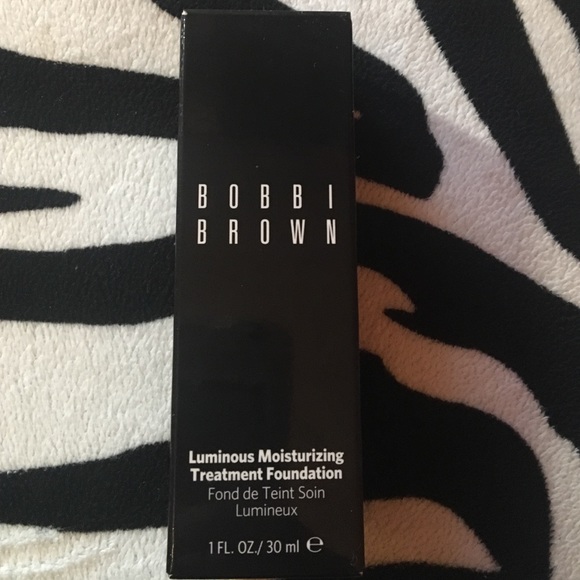 BOBBI
BROWN
Luminous Moisturizing
Treatment Foundation
Fond de Teint Soin
Lumineux
1 FL. OZ./ 30 ml ℮